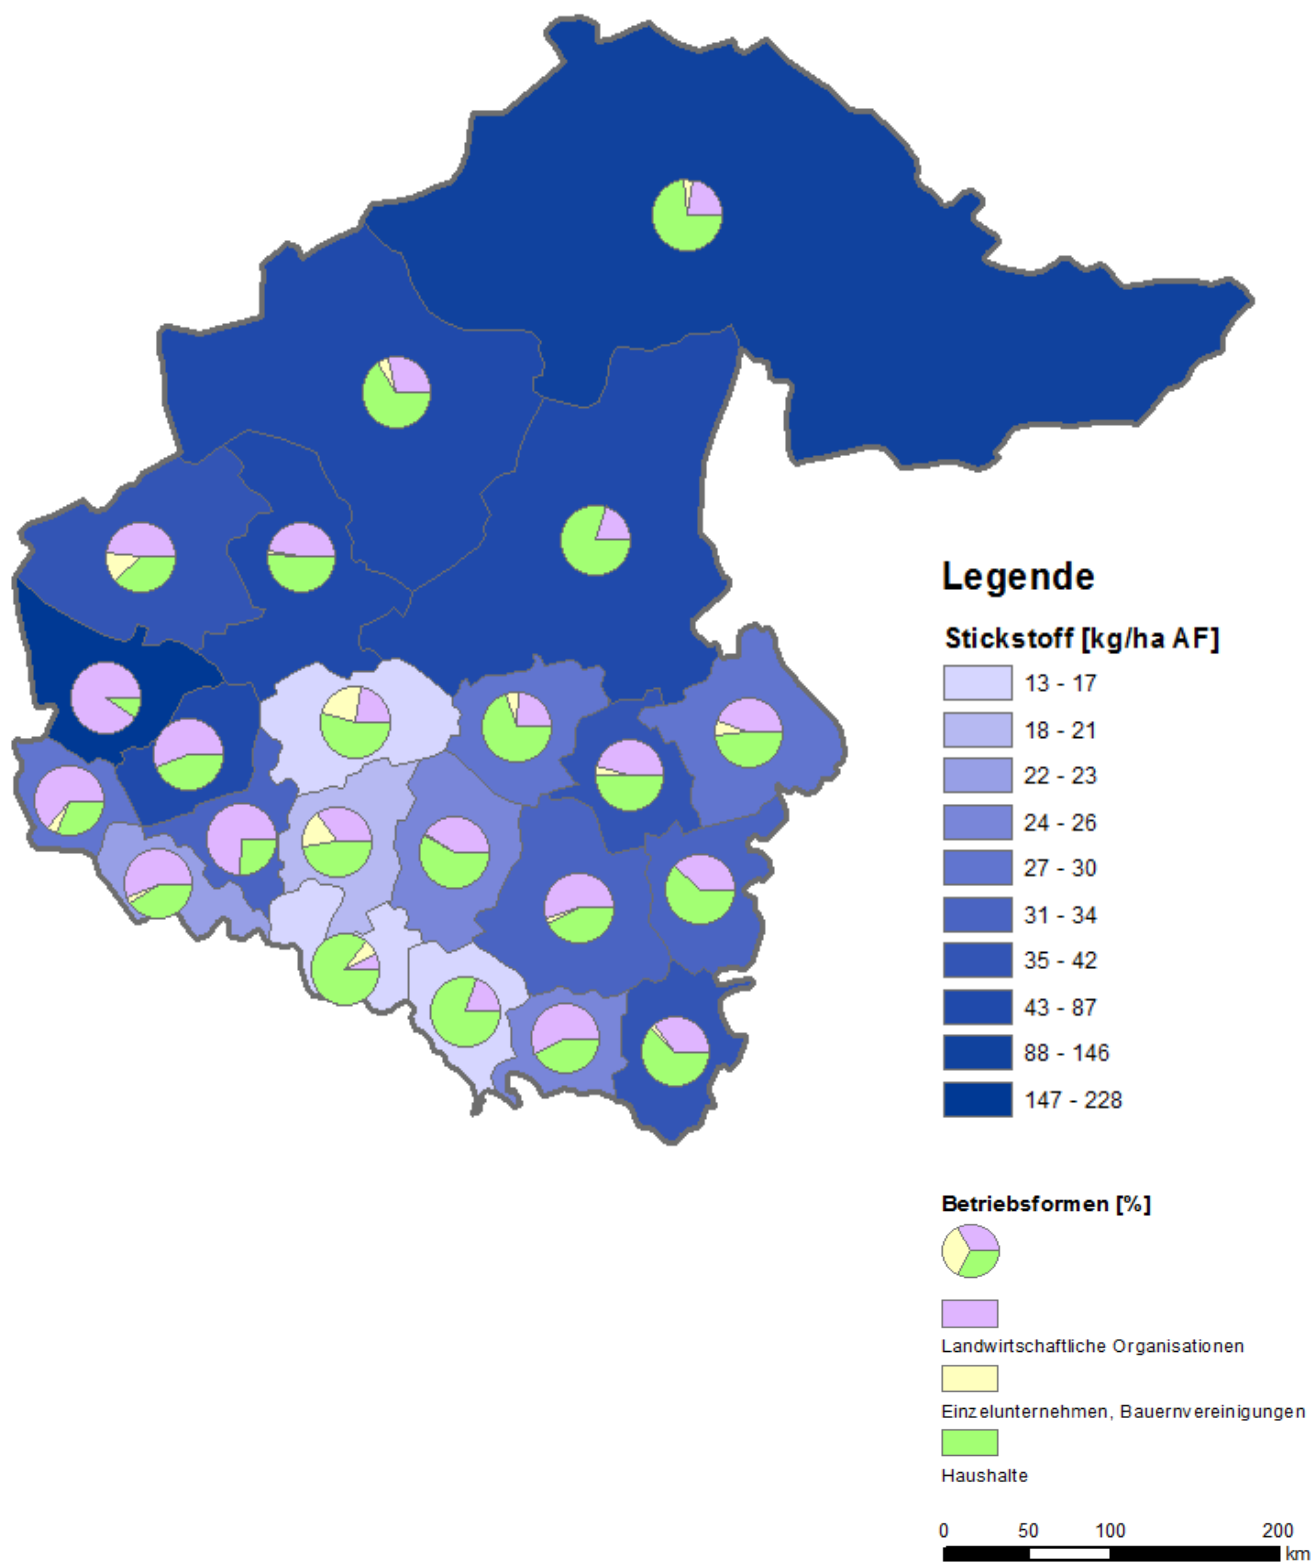 Legende
Stickstoff [kg/ha AF]
13 - 17
18 - 21
22 - 23
24 - 26
27 - 30
31 - 34
35 - 42
43 - 87
88 - 146
147 - 228
Betriebsformen [%]
Landwirtschaftliche Organisationen
Einzelunternehmen, Bauernvereinigungen
Haushalte
0 50 100 200
km